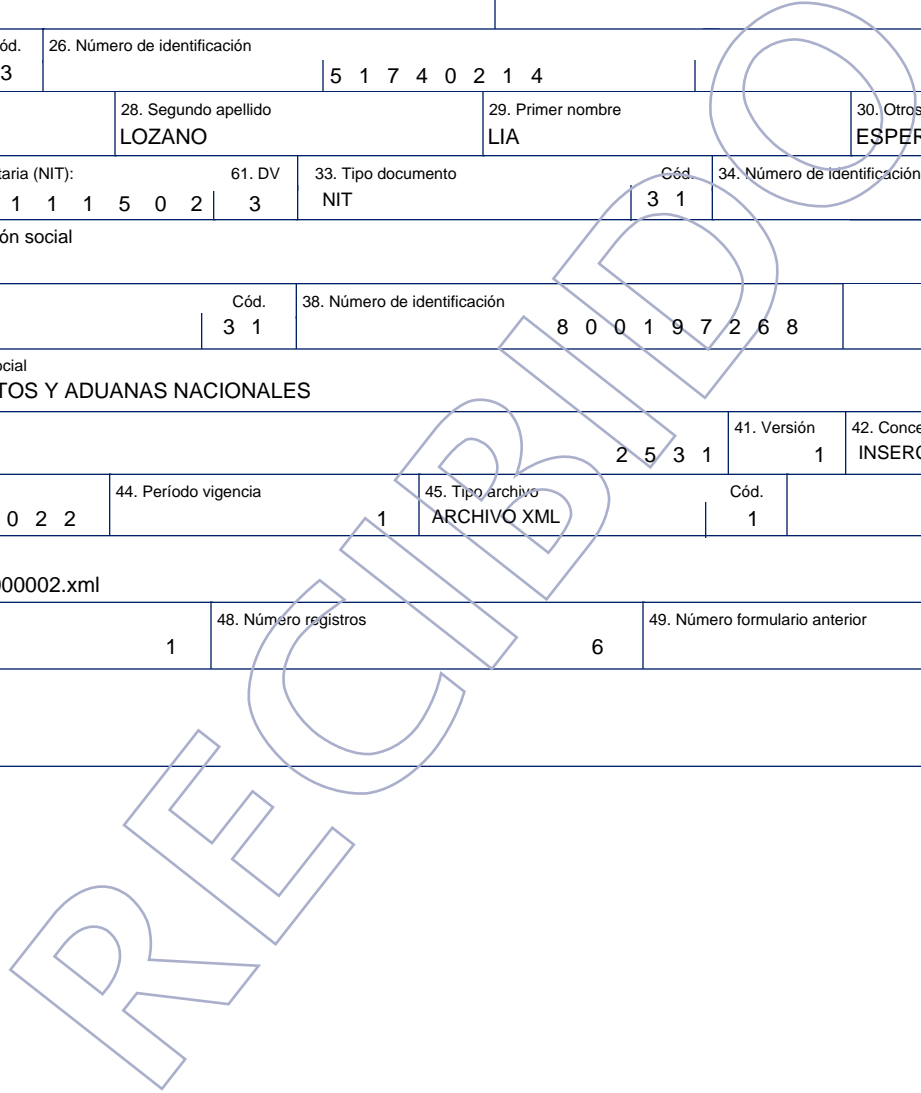 ód. 26. Número de identificación
3 5 1 7 4 0 2 1 4
28. Segundo apellido 29. Primer nombre 30. Otros
LOZANO LIA ESPER
taria (NIT): 61. DV 33. Tipo documento Cód. 34. Número de identificación
1 1 1 5 0 2 3 NIT 3 1
ón social
Cód. 38. Número de identificación
3 1 8 0 0 1 9 7 2 6 8
ocial
TOS Y ADUANAS NACIONALES
41. Versión 42. Conce
2 5 3 1 1 INSERC
44. Período vigencia 45. Tipo archivo Cód.
0 2 2 1 ARCHIVO XML 1
000002.xml
48. Número registros 49. Número formulario anterior
1 6
RECIBIDO